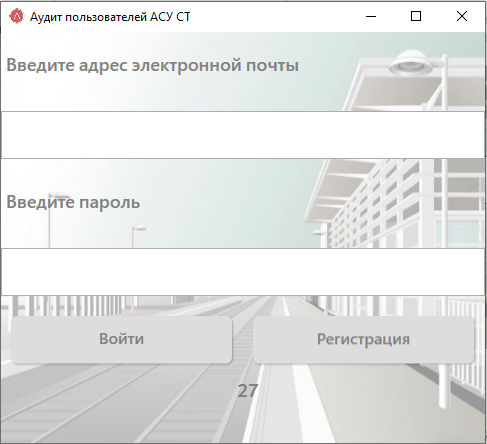 Аудит пользователей АСУ СТ
Введите адрес электронной почты
Введите пароль
Войти
Регистрация
27